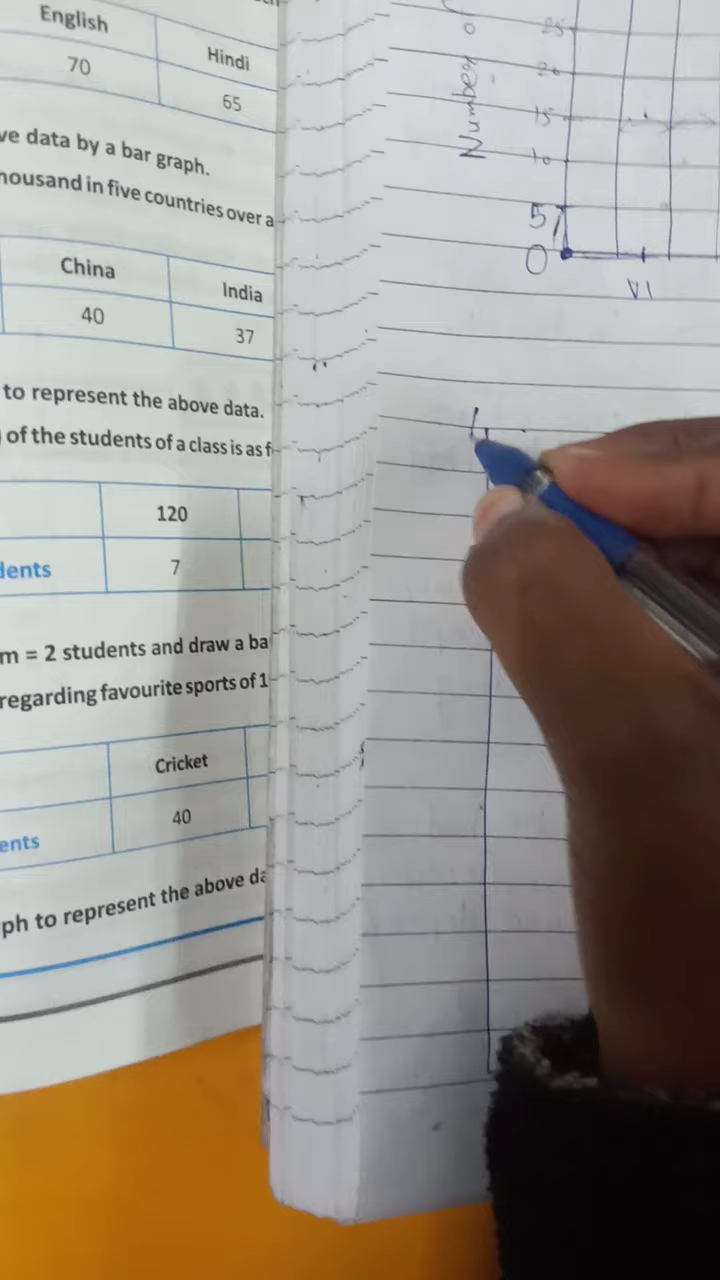 English
Hindi
70
65
ve data by a bar graph.
housand in five countries over a
China
India
40
37
to represent the above data.
of the students of a class is as f
120
dents
7
m = 2 students and draw a ba
regarding favourite sports of 1
Cricket
ents
40
ph to represent the above da
Number o
25
20
15
10
5
0
VI